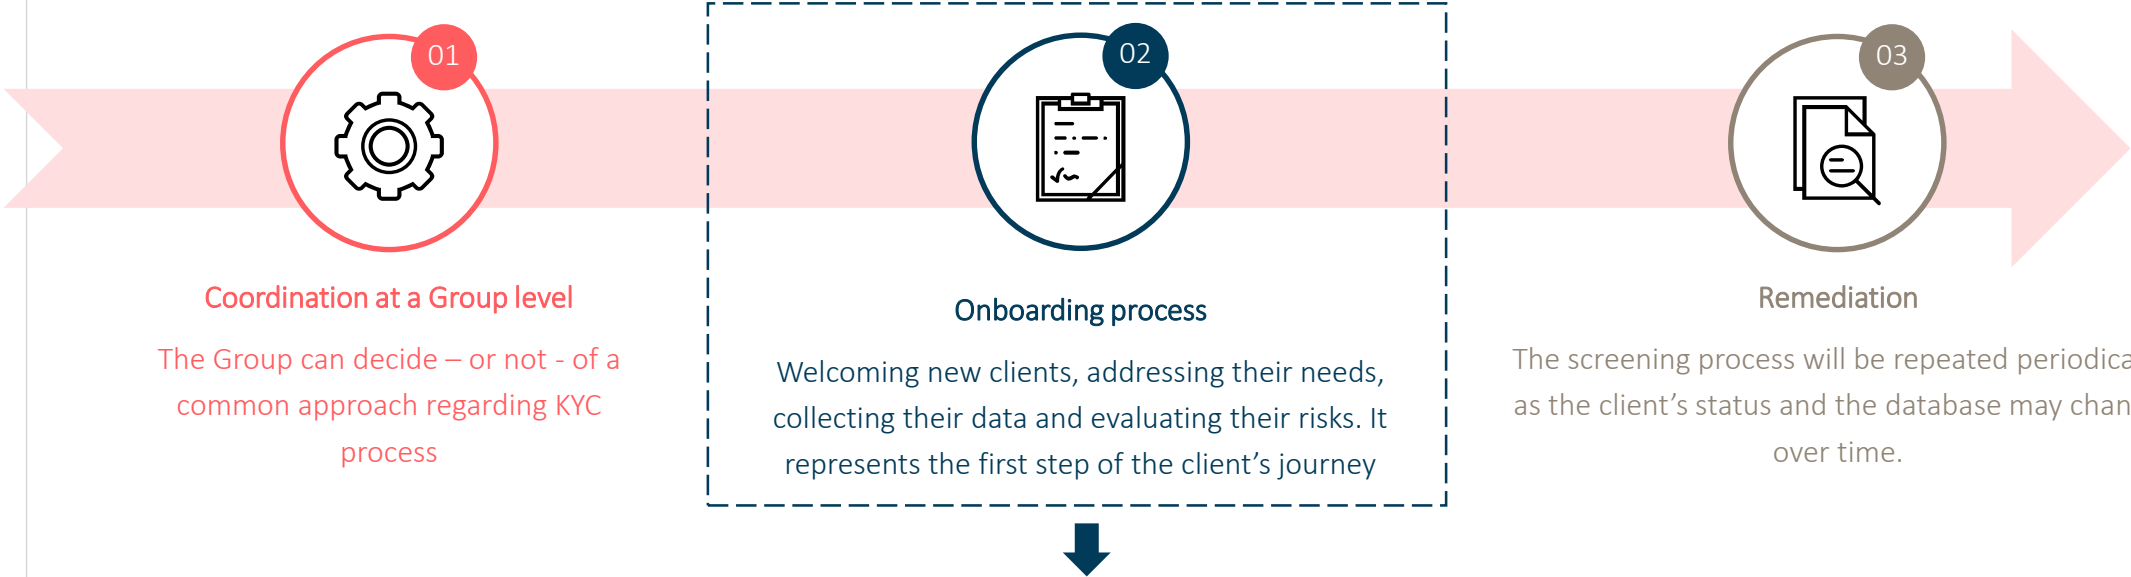 01
Coordination at a Group level
The Group can decide – or not - of a
common approach regarding KYC
process
02
Onboarding process
Welcoming new clients, addressing their needs,
collecting their data and evaluating their risks. It
represents the first step of the client's journey
03
Remediation
The screening process will be repeated
as the client's status and the database may
over time.